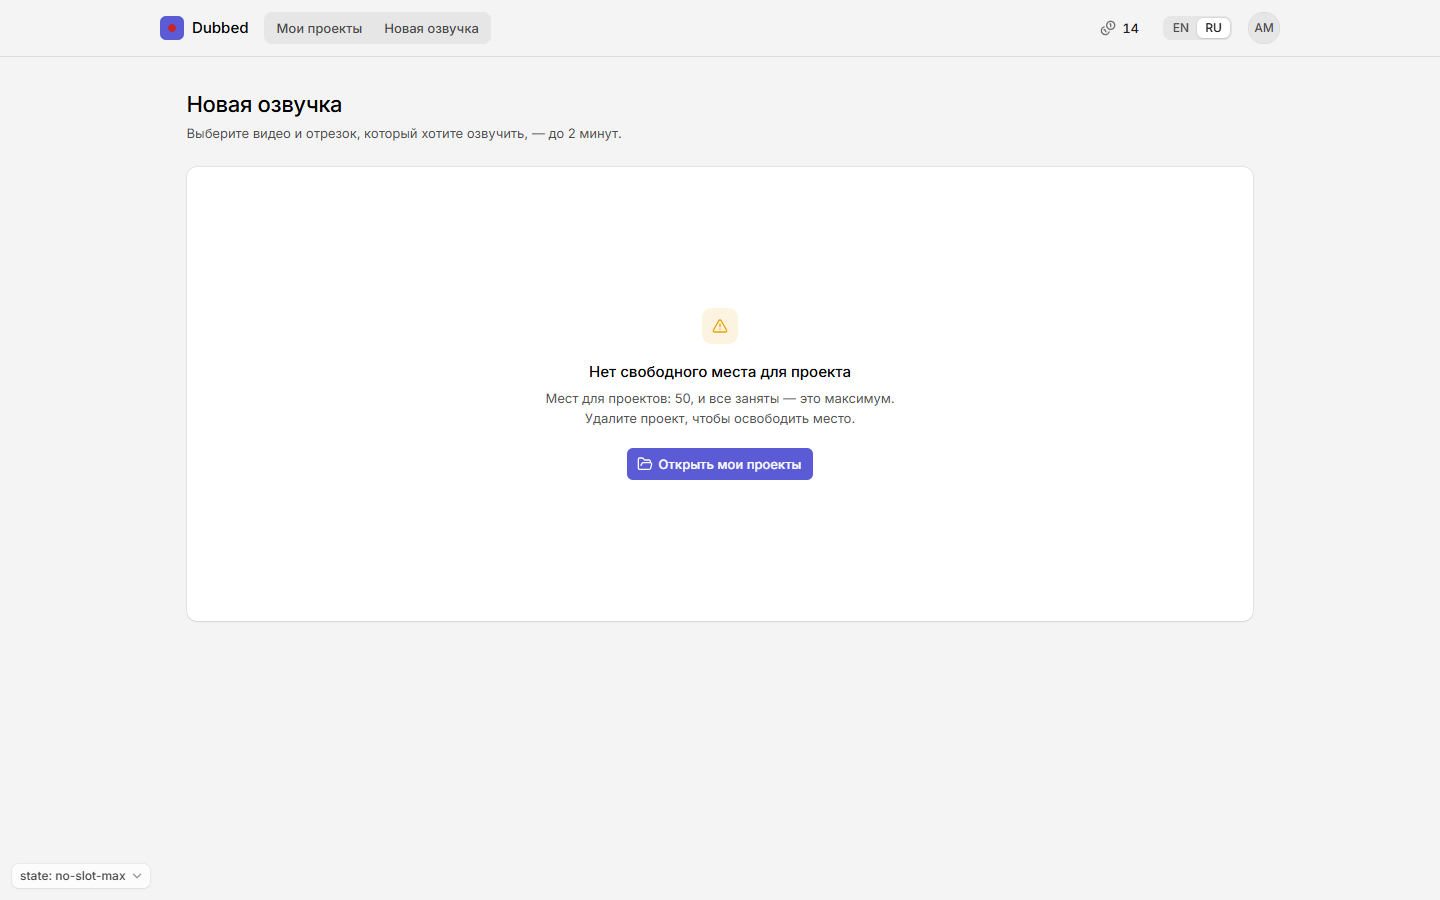 Dubbed
Мои проекты
Новая озвучка
14
EN
RU
AM
Новая озвучка
Выберите видео и отрезок, который хотите озвучить, — до 2 минут.
Нет свободного места для проекта
Мест для проектов: 50, и все заняты — это максимум.
Удалите проект, чтобы освободить место.
Открыть мои проекты
state: no-slot-max